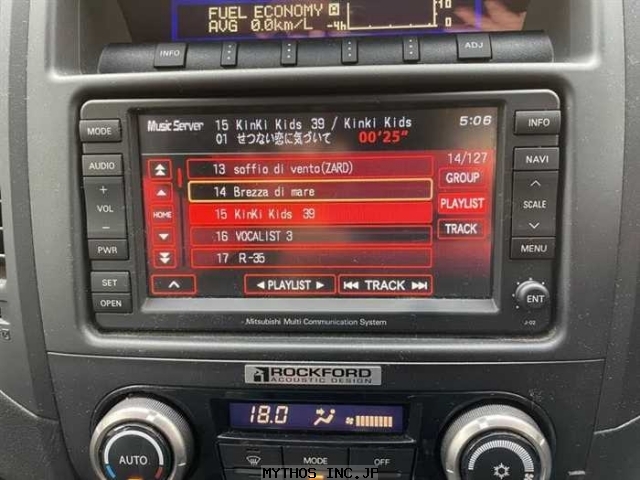 FUEL ECONOMY A
AVG 0.0km/L
-4h
10
0
INFO
ADJ
Music Server
15 KinKi Kids 39 / Kinki Kids
5:06
01 せつない恋に気づいて 00'25"
14/127
13 soffio di vento(ZARD)
GROUP
14 Brezza di mare
PLAYLIST
HOME
15 KinKi Kids 39
TRACK
16 VOCALIST 3
17 R-35
◀ PLAYLIST ▶
TRACK
MODE
AUDIO
+
VOL
−
PWR
SET
OPEN
INFO
NAVI
SCALE
MENU
ENT
J-02
Mitsubishi Multi Communication System
ROCKFORD
ACOUSTIC DESIGN
18.0
AUTO
MODE
OFF
MYTHOS INC.JP